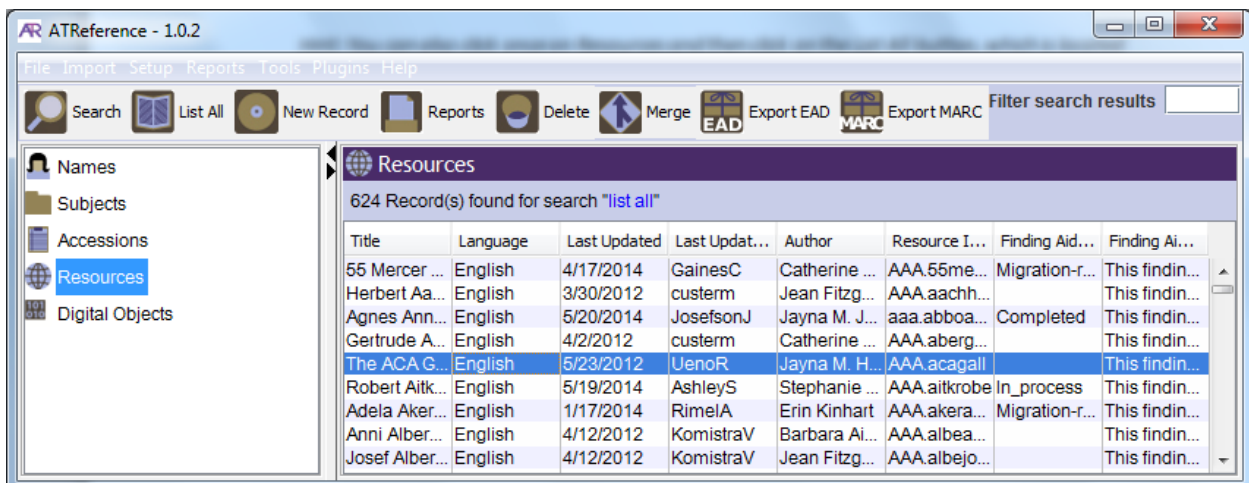 AR ATReference - 1.0.2
File Import Setup Reports Tools Plugins Help
Search List All New Record Reports Delete Merge EAD Export EAD MARC Export MARC Filter search results
Names
Subjects
Accessions
Resources
101
010
Digital Objects
Resources
624 Record(s) found for search "list all"
Title Language Last Updated Last Updat... Author Resource I... Finding Aid... Finding Ai...
55 Mercer ... English 4/17/2014 GainesC Catherine ... AAA.55me... Migration-r... This findin...
Herbert Aa... English 3/30/2012 custerm Jean Fitzg... AAA.aachh... This findin...
Agnes Ann... English 5/20/2014 JosefsonJ Jayna M. J... aaa.abboa... Completed This findin...
Gertrude A... English 4/2/2012 custerm Catherine ... AAA.aberg... This findin...
The ACA G... English 5/23/2012 UenoR Jayna M. H... AAA.acagall This findin...
Robert Aitk... English 5/19/2014 AshleyS Stephanie ... AAA.aitkrobe In_process This findin...
Adela Aker... English 1/17/2014 RimelA Erin Kinhart AAA.akera... Migration-r... This findin...
Anni Alber... English 4/12/2012 KomistraV Barbara Ai... AAA.albea... This findin...
Josef Alber... English 4/12/2012 KomistraV Jean Fitzg... AAA.albejo... This findin...